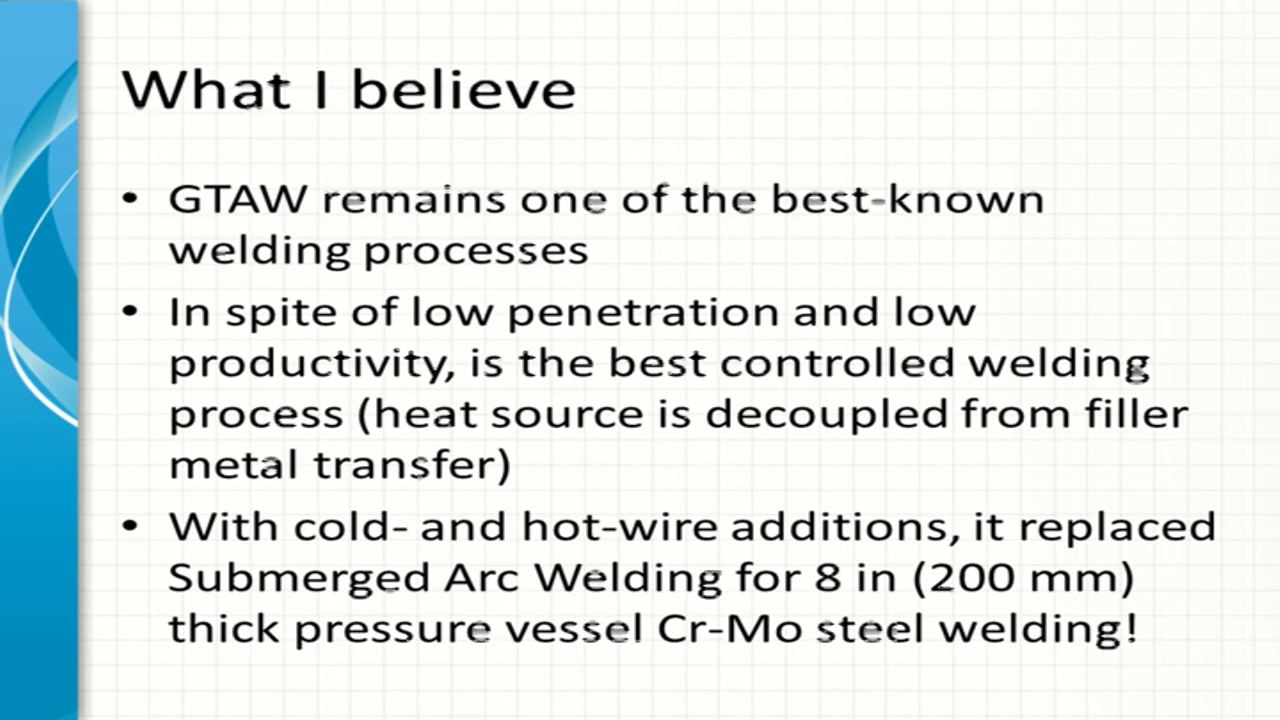 What I believe
• GTAW remains one of the best-known
welding processes
• In spite of low penetration and low
productivity, is the best controlled welding
process (heat source is decoupled from filler
metal transfer)
• With cold- and hot-wire additions, it replaced
Submerged Arc Welding for 8 in (200 mm)
thick pressure vessel Cr-Mo steel welding!